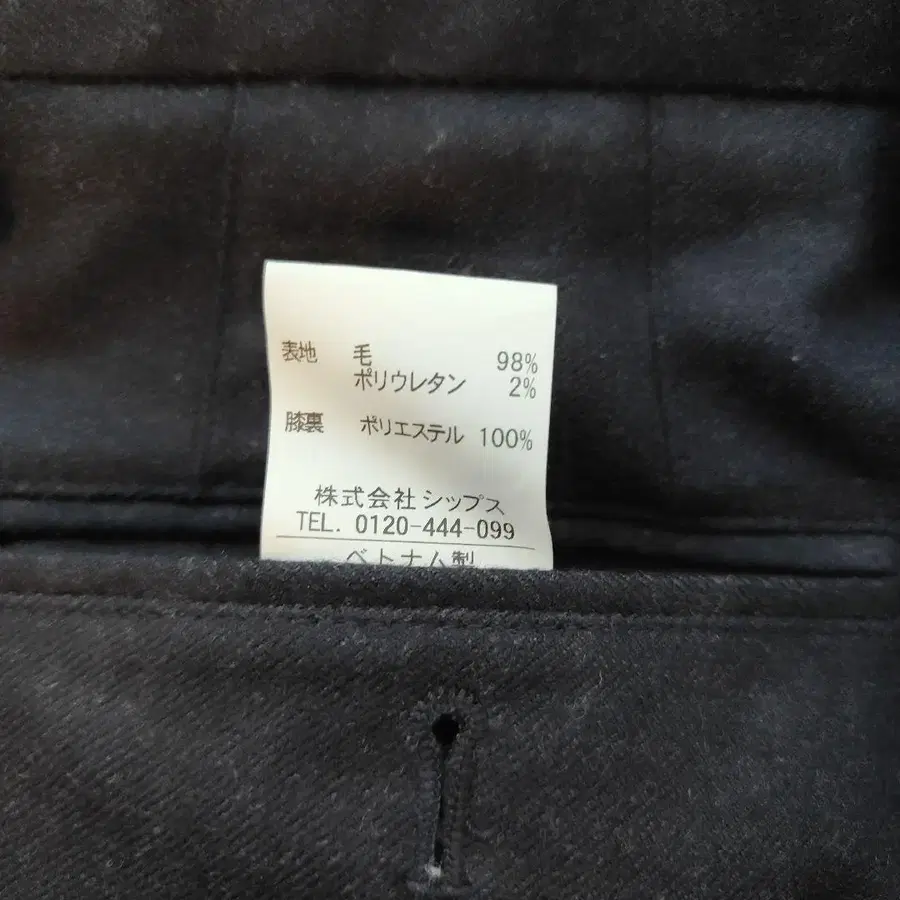 表地 毛 98%
ポリウレタン 2%
膝裏 ポリエステル 100%
株式会社シップス
TEL. 0120-444-099
ベトナム製